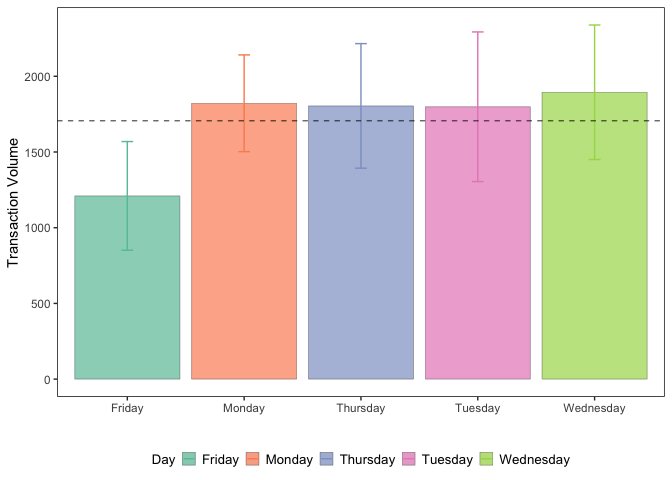 Transaction Volume
2000
1500
1000
500
0
Friday Monday Thursday Tuesday Wednesday
Day Friday Monday Thursday Tuesday Wednesday